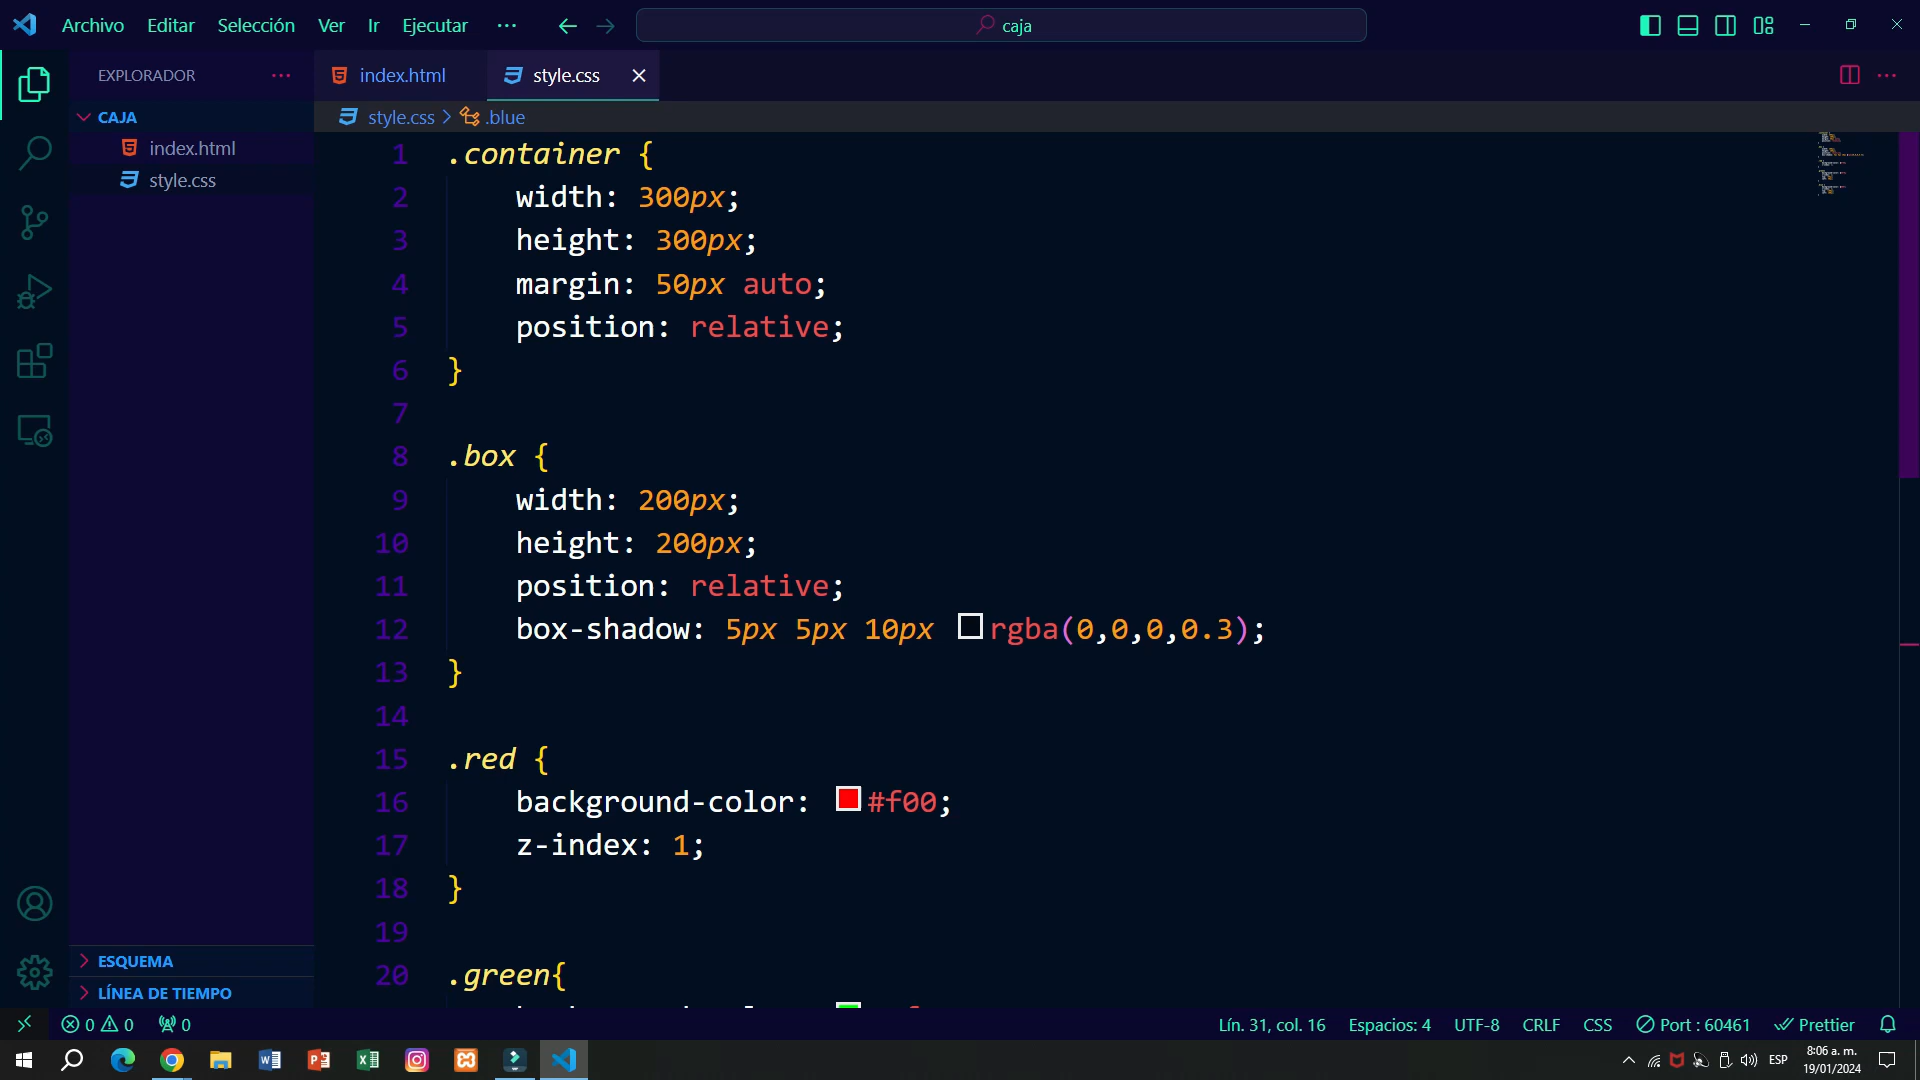 Archivo Editar Selección Ver Ir Ejecutar ···
caja
EXPLORADOR ···
index.html
style.css
CAJA
style.css > .blue
index.html
style.css
1 .container {
2 width: 300px;
3 height: 300px;
4 margin: 50px auto;
5 position: relative;
6 }
7
8 .box {
9 width: 200px;
10 height: 200px;
11 position: relative;
12 box-shadow: 5px 5px 10px rgba(0,0,0,0.3);
13 }
14
15 .red {
16 background-color: #f00;
17 z-index: 1;
18 }
19
20 .green{
ESQUEMA
LÍNEA DE TIEMPO
0 0 0 Lín. 31, col. 16 Espacios: 4 UTF-8 CRLF CSS Port : 60461 Prettier
ESP
8:06 a. m.
19/01/2024